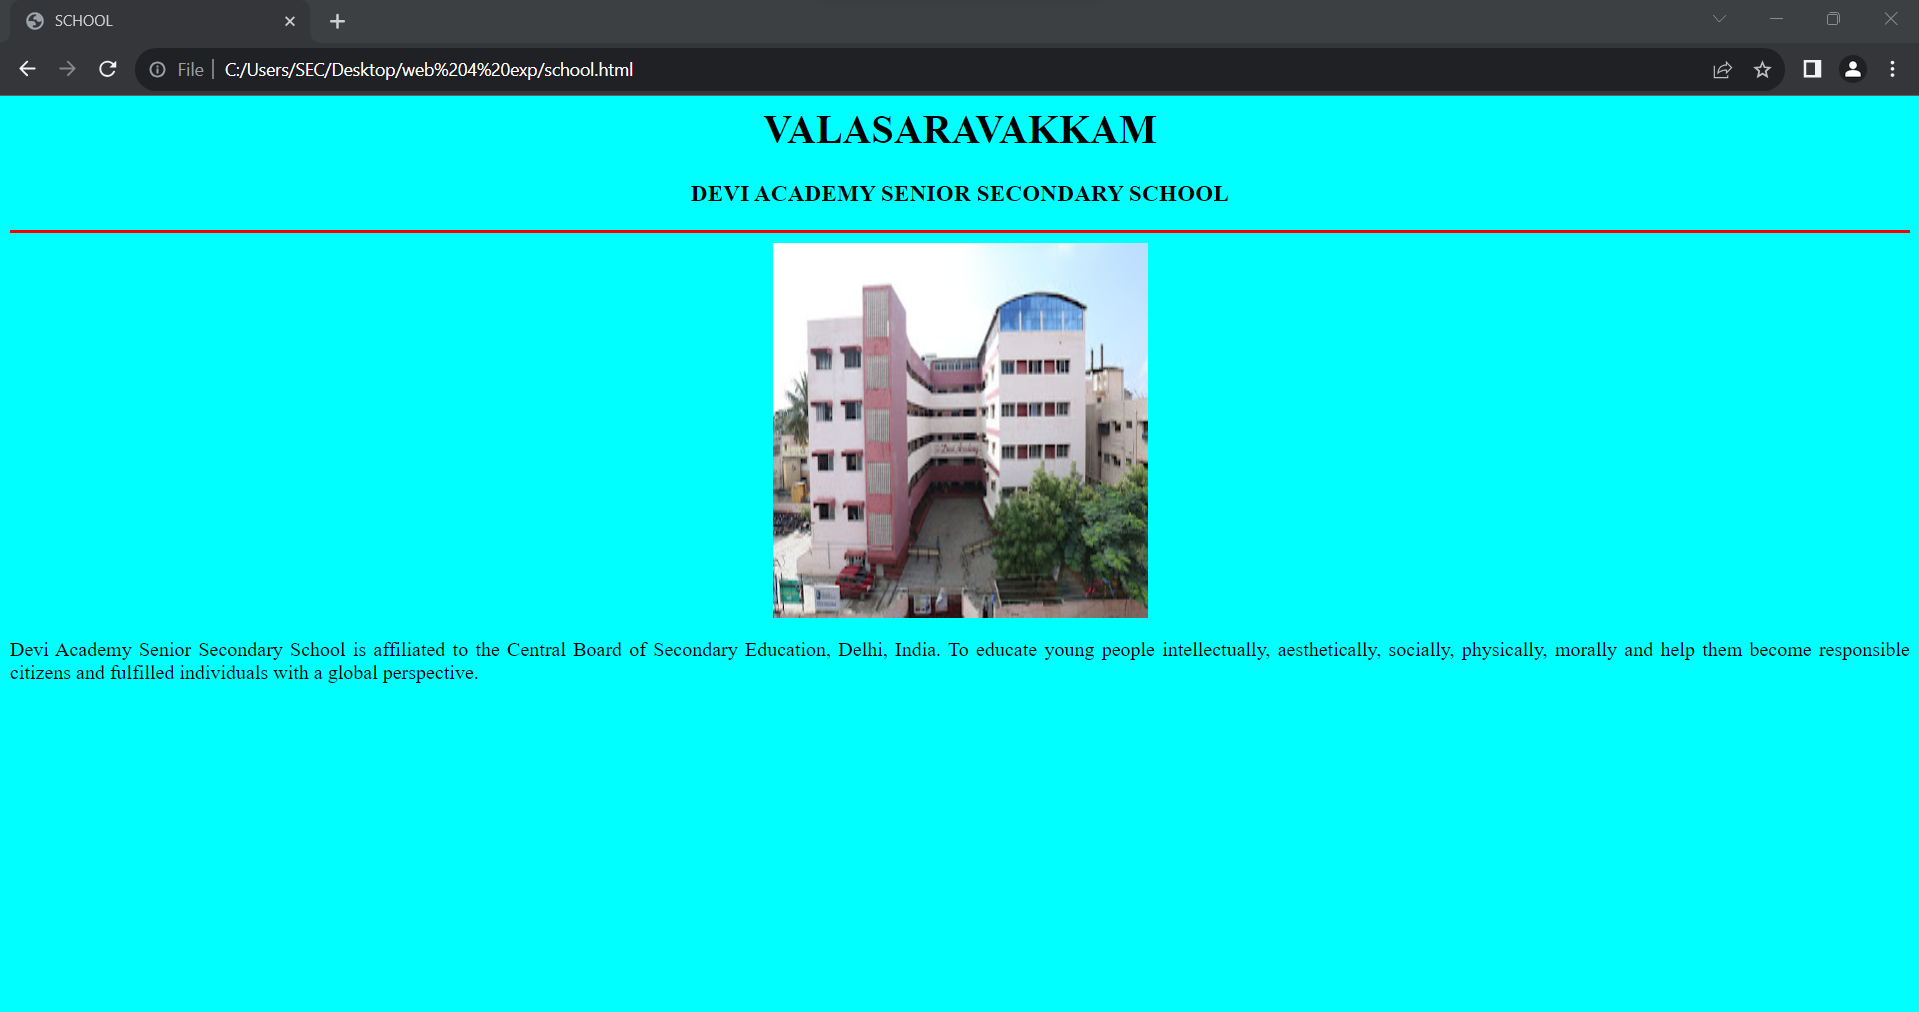 SCHOOL
File
C:/Users/SEC/Desktop/web%204%20exp/school.html
VALASARAVAKKAM
DEVI ACADEMY SENIOR SECONDARY SCHOOL
Devi Academy
Devi Academy Senior Secondary School is affiliated to the Central Board of Secondary Education, Delhi, India. To educate young people intellectually, aesthetically, socially, physically, morally and help them become responsible
citizens and fulfilled individuals with a global perspective.